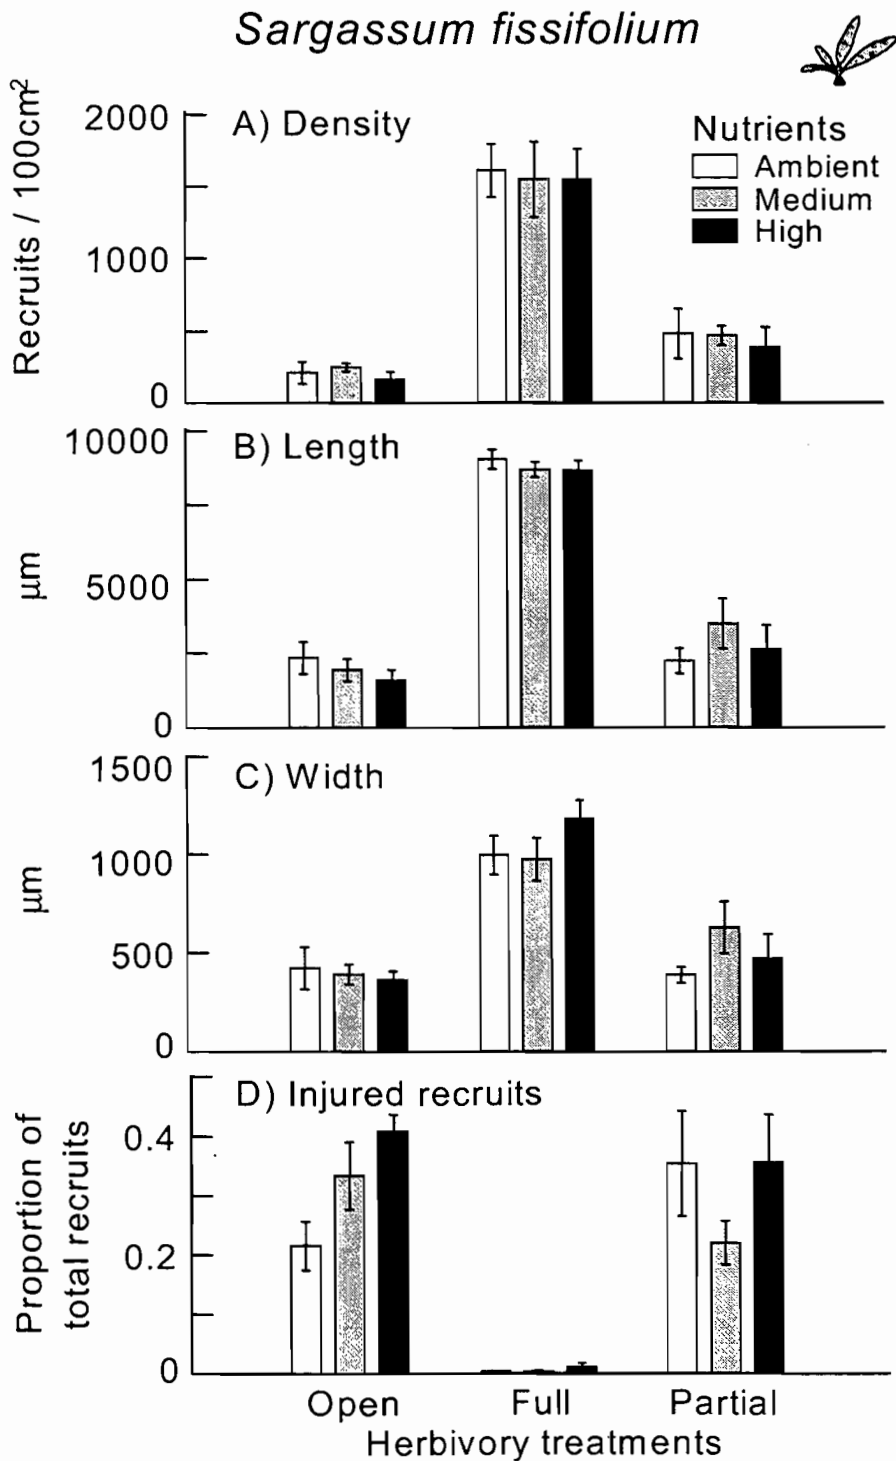 Sargassum fissifolium
Recruits / 100cm²
2000
1000
0
A) Density
Nutrients
Ambient
Medium
High
µm
10000
5000
0
B) Length
µm
1500
1000
500
0
C) Width
Proportion of
total recruits
0.4
0.2
0
D) Injured recruits
Open Full Partial
Herbivory treatments